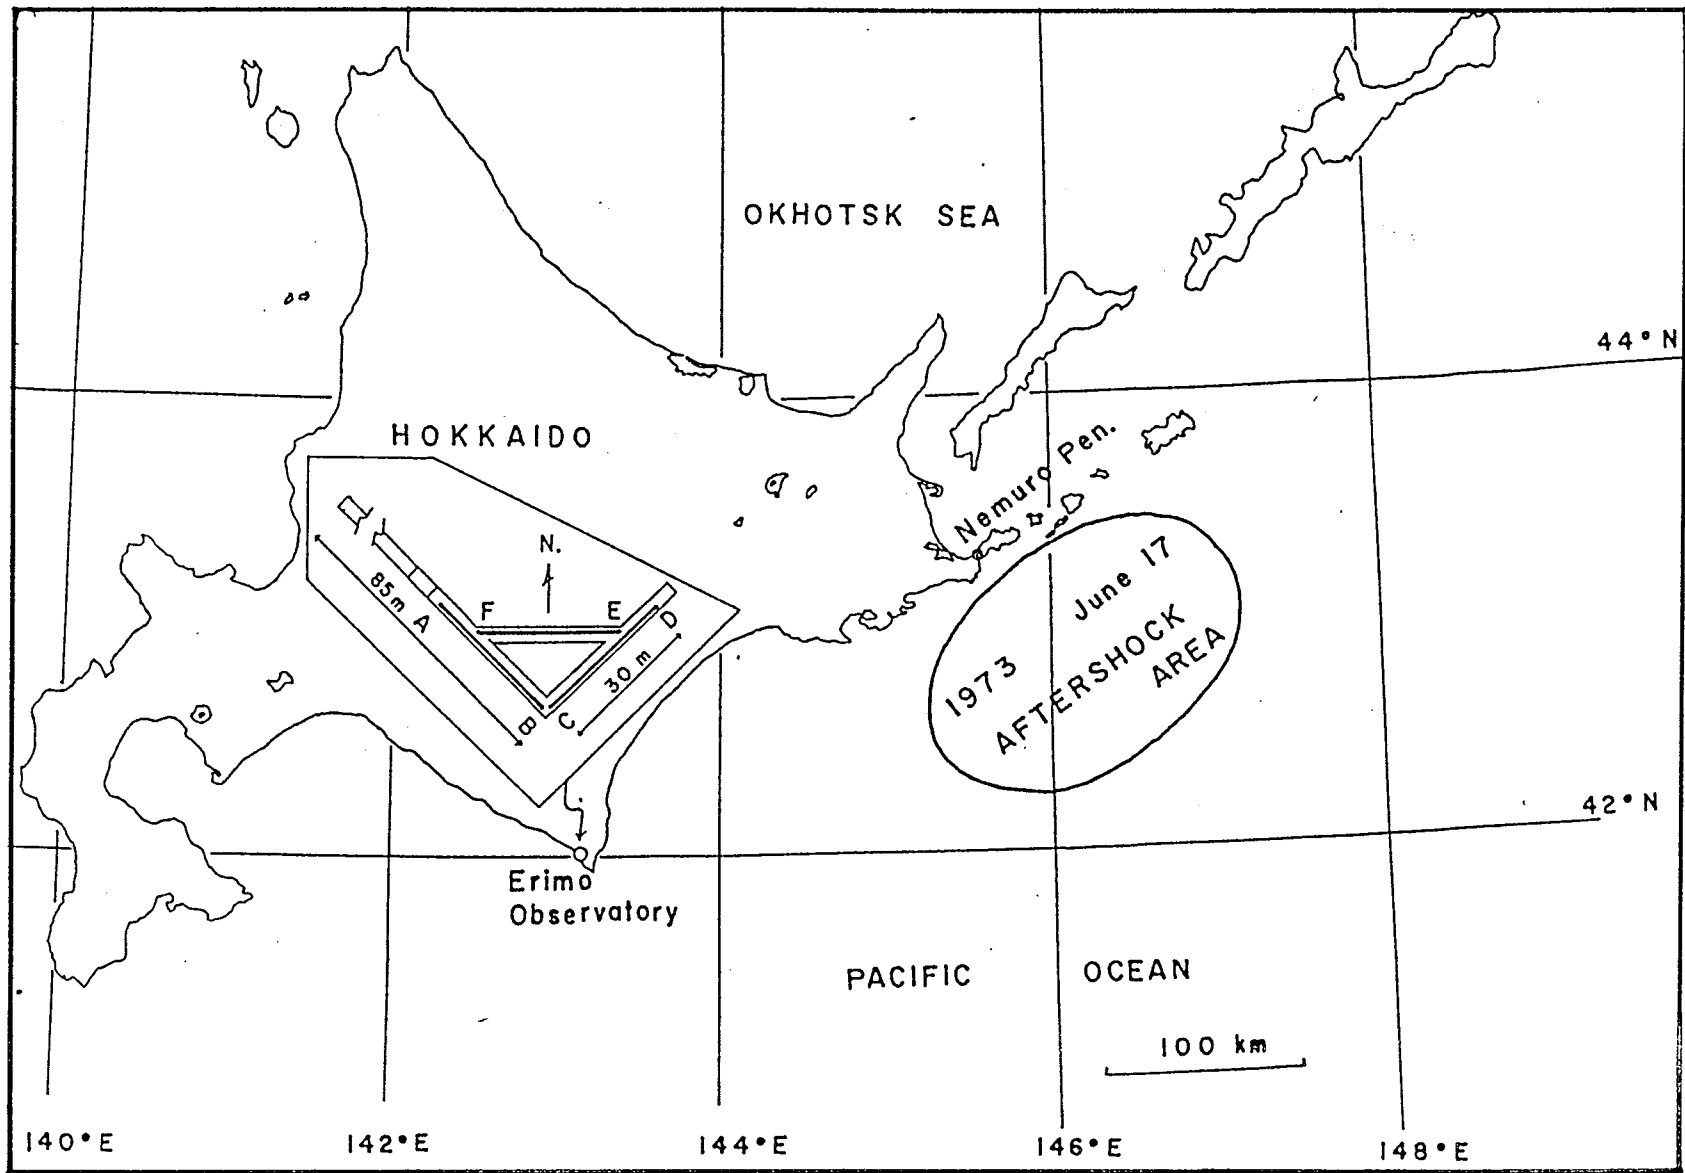 OKHOTSK SEA
44° N
HOKKAIDO
Nemuro Pen.
N.
85m A
F
E
D
30 m
B
C
1973 June 17
AFTERSHOCK
AREA
42° N
Erimo
Observatory
PACIFIC OCEAN
100 km
140° E
142° E
144° E
146° E
148° E